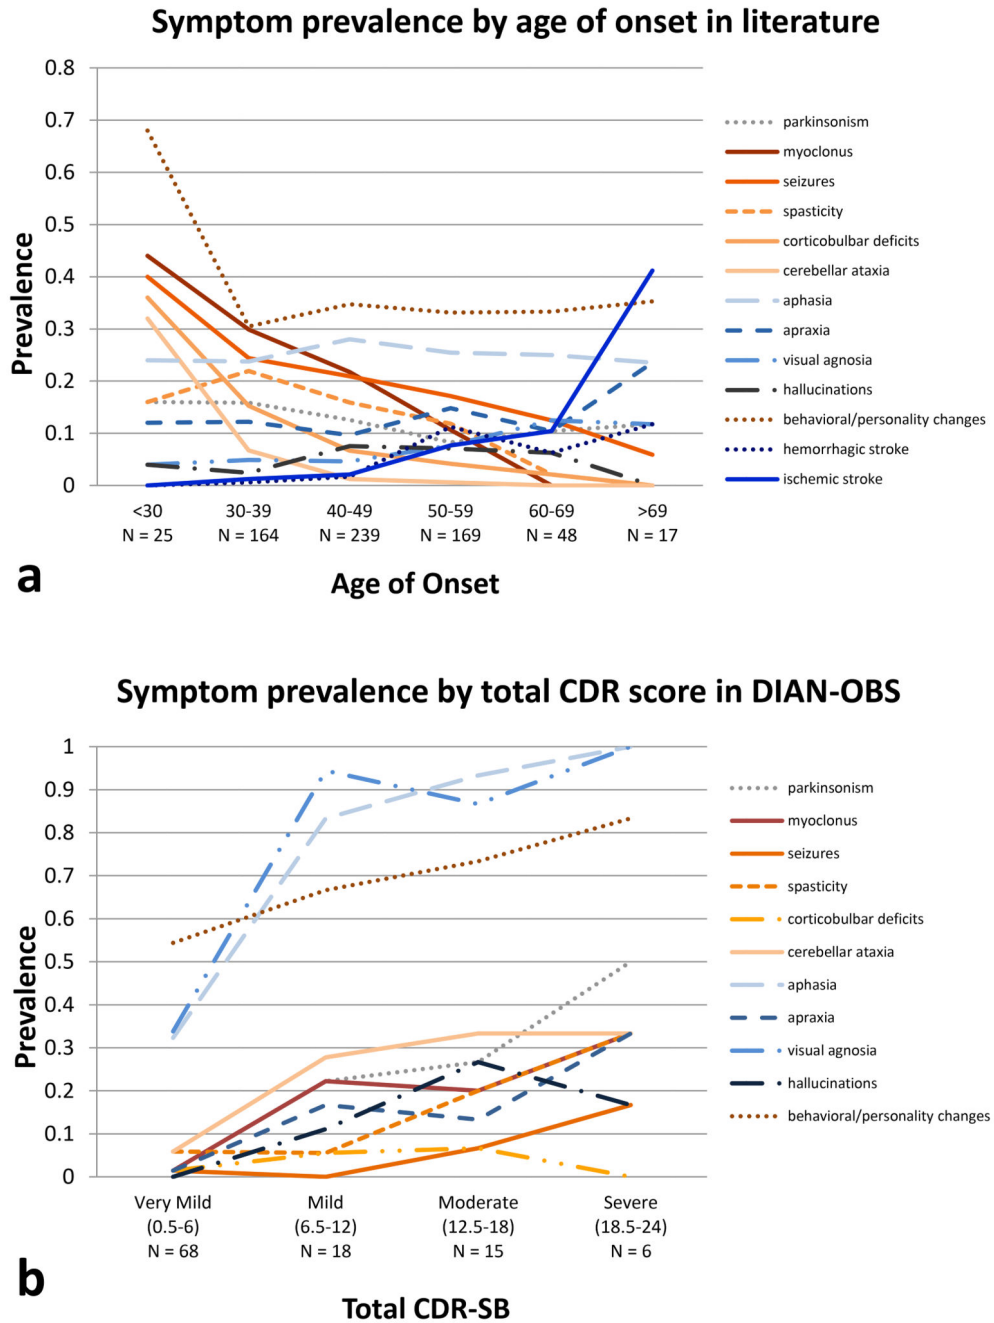 Symptom prevalence by age of onset in literature
0.8
0.7
0.6
0.5
0.4
0.3
0.2
0.1
0
Prevalence
<30
N = 25
30-39
N = 164
40-49
N = 239
50-59
N = 169
60-69
N = 48
>69
N = 17
Age of Onset
parkinsonism
myoclonus
seizures
spasticity
corticobulbar deficits
cerebellar ataxia
aphasia
apraxia
visual agnosia
hallucinations
behavioral/personality changes
hemorrhagic stroke
ischemic stroke
a
Symptom prevalence by total CDR score in DIAN-OBS
1
0.9
0.8
0.7
0.6
0.5
0.4
0.3
0.2
0.1
0
Prevalence
Very Mild
(0.5-6)
N = 68
Mild
(6.5-12)
N = 18
Moderate
(12.5-18)
N = 15
Severe
(18.5-24)
N = 6
Total CDR-SB
parkinsonism
myoclonus
seizures
spasticity
corticobulbar deficits
cerebellar ataxia
aphasia
apraxia
visual agnosia
hallucinations
behavioral/personality changes
b